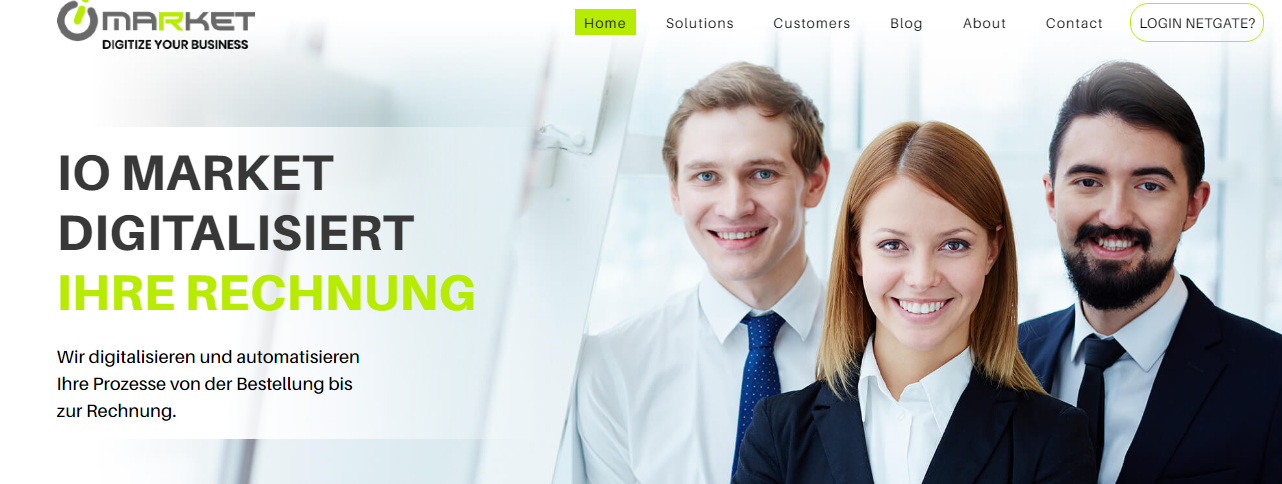 iOMARKET
DIGITIZE YOUR BUSINESS
Home Solutions Customers Blog About Contact LOGIN NETGATE?
IO MARKET
DIGITALISIERT
IHRE RECHNUNG
Wir digitalisieren und automatisieren
Ihre Prozesse von der Bestellung bis
zur Rechnung.